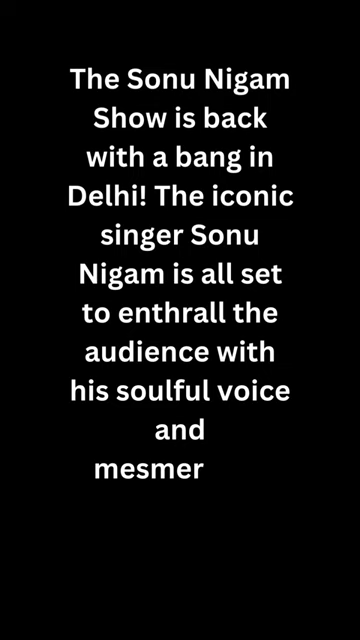 The Sonu Nigam
Show is back
with a bang in
Delhi! The iconic
singer Sonu
Nigam is all set
to enthrall the
audience with
his soulful voice
and
mesmer